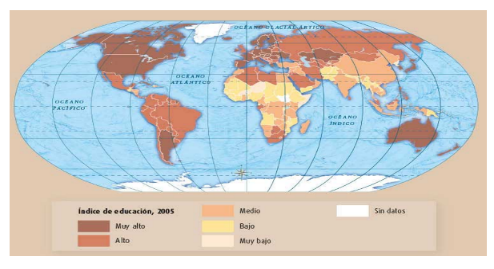 OCÉANO GLACIAL ÁRTICO
OCÉANO
ATLÁNTICO
OCÉANO
PACÍFICO
OCÉANO
ÍNDICO
Índice de educación, 2005
Muy alto
Alto
Medio
Bajo
Muy bajo
Sin datos